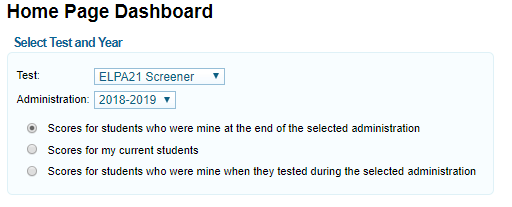 Home Page Dashboard
Select Test and Year
Test: ELPA21 Screener
Administration: 2018-2019
Scores for students who were mine at the end of the selected administration
Scores for my current students
Scores for students who were mine when they tested during the selected administration